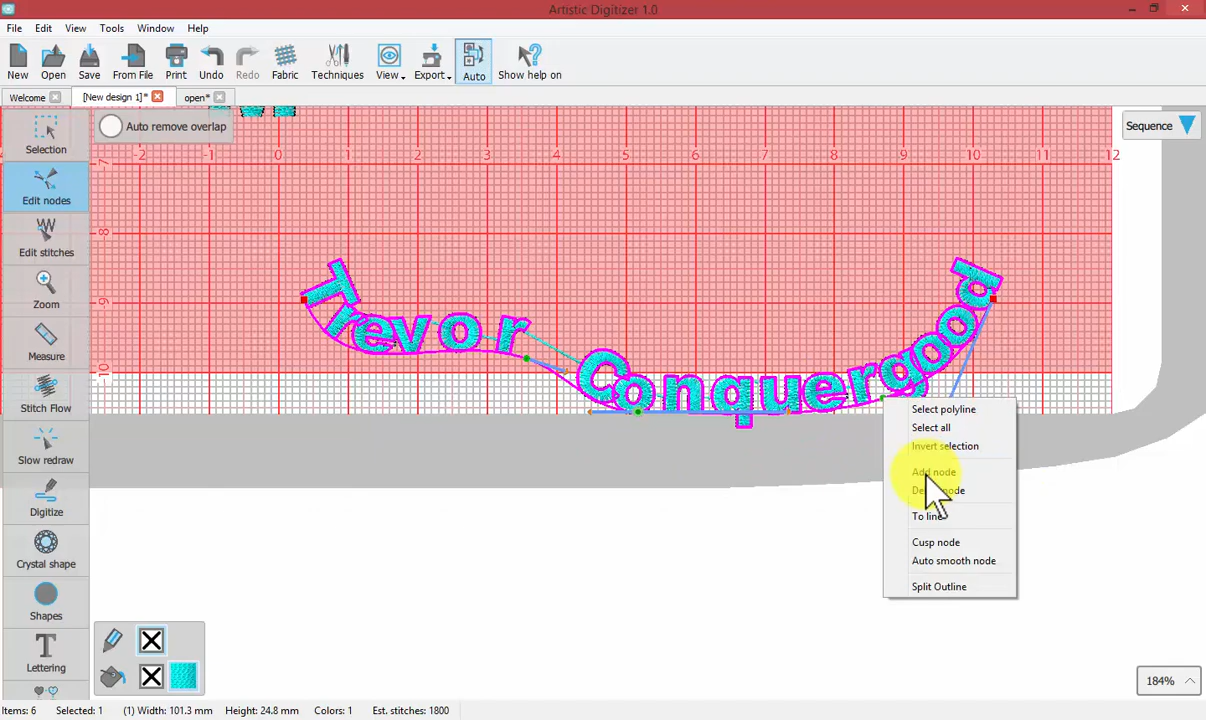 Artistic Digitizer 1.0
File Edit View Tools Window Help
New Open Save From File Print Undo Redo Fabric Techniques View Export Auto Show help on
Welcome [New design 1]* open*
Selection
Auto remove overlap
Sequence
-2 -1 0 1 2 3 4 5 6 7 8 9 10 11 12
-7
Edit nodes
-8
Edit stitches
Zoom
-9
Measure
-10
Stitch Flow
Trevor Conquergood
Slow redraw
Digitize
Crystal shape
Shapes
Lettering
Select polyline
Select all
Invert selection
Add node
node
To line
Cusp node
Auto smooth node
Split Outline
184%
Items: 6 Selected: 1 (1) Width: 101.3 mm Height: 24.8 mm Colors: 1 Est. stitches: 1800